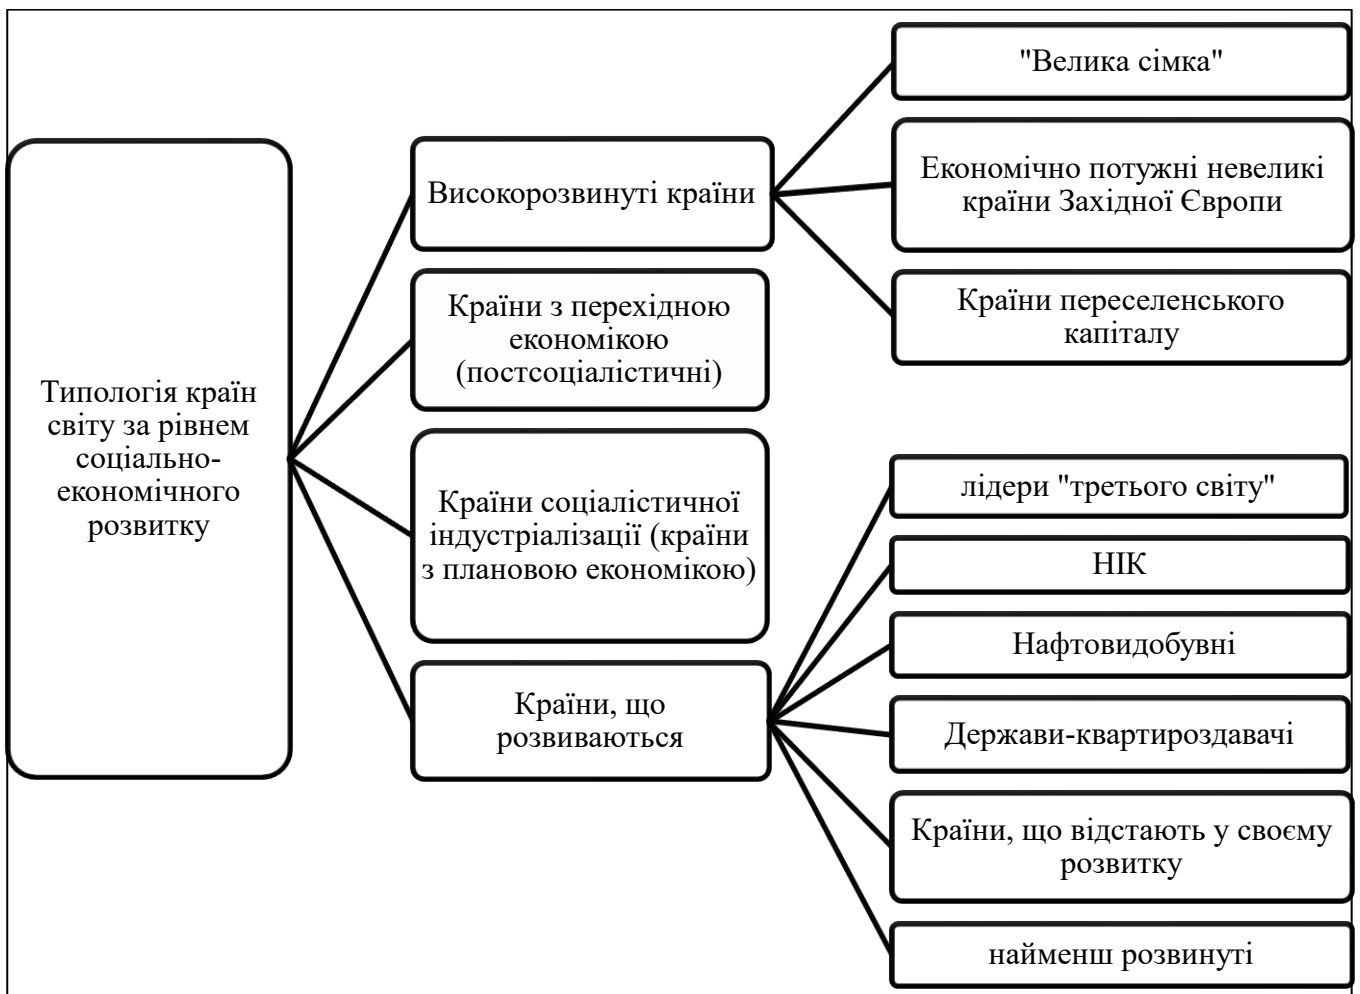 Типологія країн
світу за рівнем
соціально-
економічного
розвитку
Високорозвинуті країни
Країни з перехідною
економікою
(постсоціалістичні)
Країни соціалістичної
індустріалізації (країни
з плановою економікою)
Країни, що
розвиваються
"Велика сімка"
Економічно потужні невеликі
країни Західної Європи
Країни переселенського
капіталу
лідери "третього світу"
НІК
Нафтовидобувні
Держави-квартироздавачі
Країни, що відстають у своєму
розвитку
найменш розвинуті